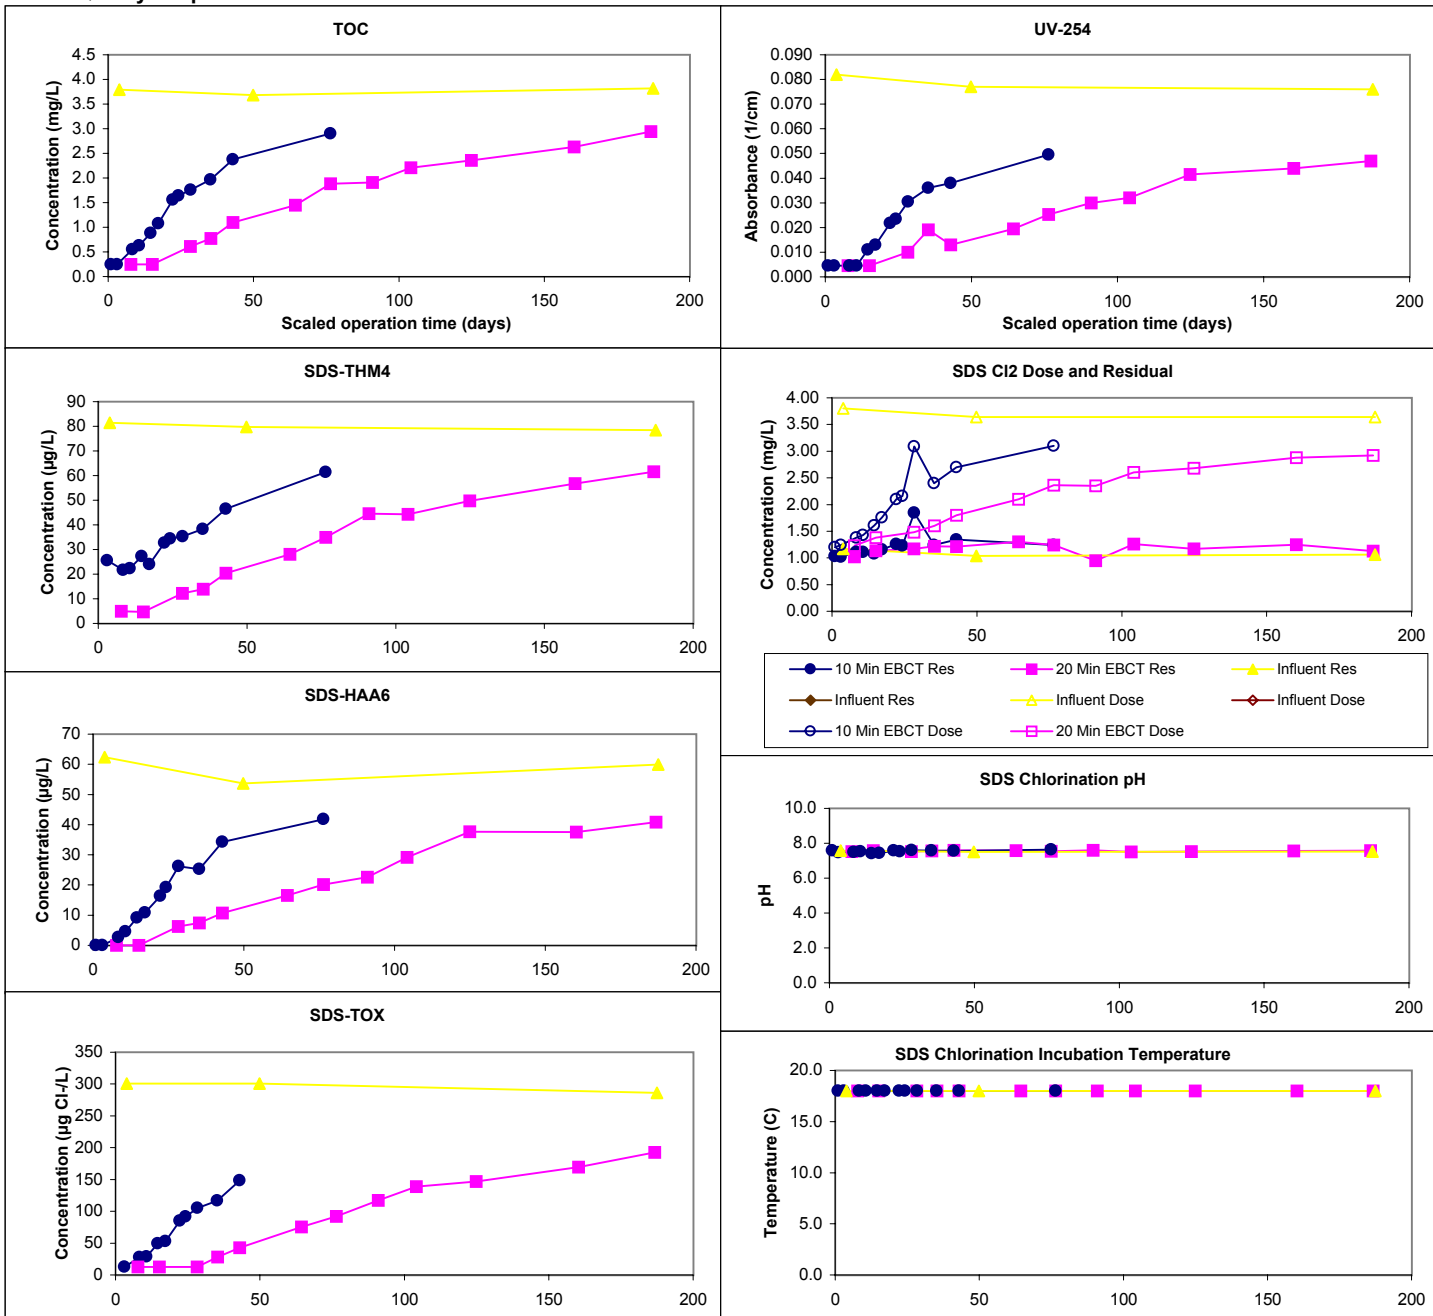 TOC
Concentration (mg/L)
4.5
4.0
3.5
3.0
2.5
2.0
1.5
1.0
0.5
0.0
0 50 100 150 200
Scaled operation time (days)
UV-254
Absorbance (1/cm)
0.090
0.080
0.070
0.060
0.050
0.040
0.030
0.020
0.010
0.000
0 50 100 150 200
Scaled operation time (days)
SDS-THM4
Concentration (µg/L)
90
80
70
60
50
40
30
20
10
0
0 50 100 150 200
SDS Cl2 Dose and Residual
Concentration (mg/L)
4.00
3.50
3.00
2.50
2.00
1.50
1.00
0.50
0.00
0 50 100 150 200
10 Min EBCT Res 20 Min EBCT Res Influent Res
Influent Res Influent Dose Influent Dose
10 Min EBCT Dose 20 Min EBCT Dose
SDS-HAA6
Concentration (µg/L)
70
60
50
40
30
20
10
0
0 50 100 150 200
SDS Chlorination pH
pH
10.0
8.0
6.0
4.0
2.0
0.0
0 50 100 150 200
SDS-TOX
Concentration (µg Cl-/L)
350
300
250
200
150
100
50
0
0 50 100 150 200
SDS Chlorination Incubation Temperature
Temperature (C)
20.0
15.0
10.0
5.0
0.0
0 50 100 150 200